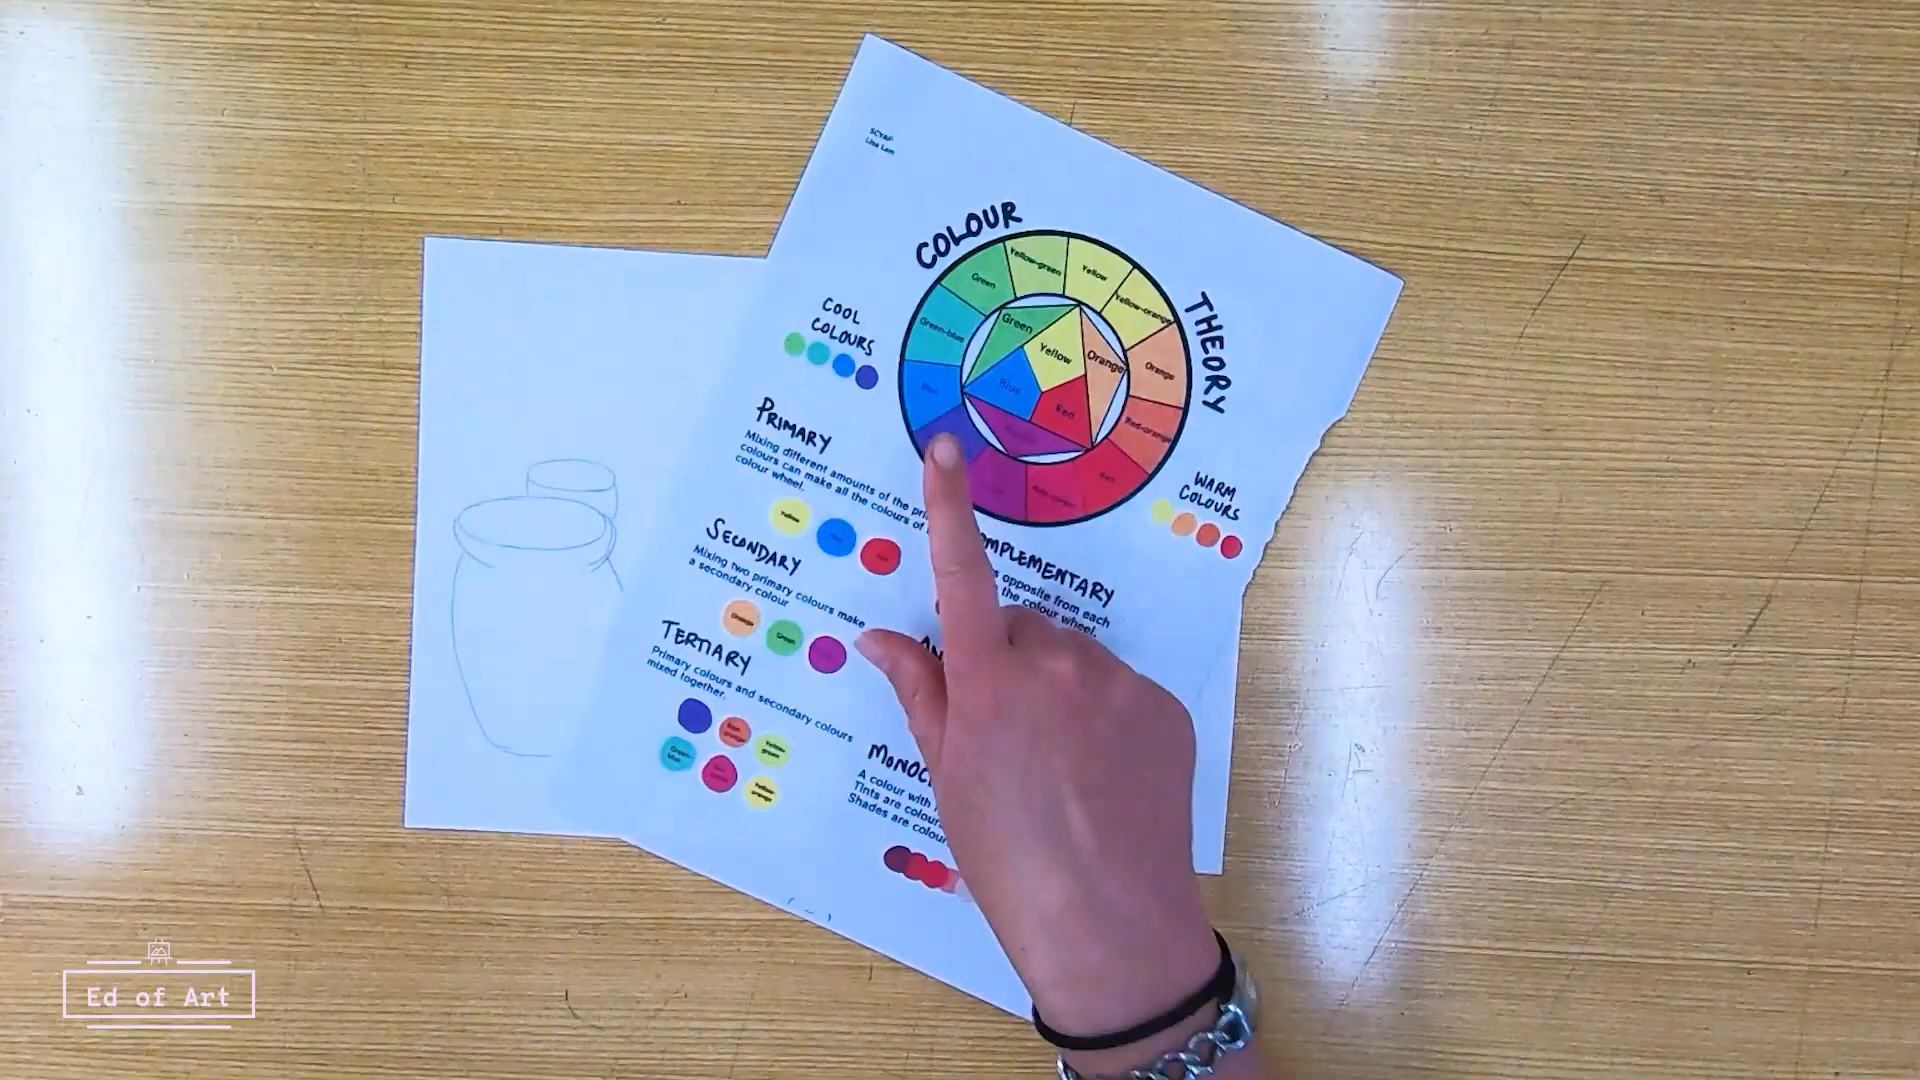 SCYAP
Lisa Lam
COLOUR
THEORY
Yellow-green
Yellow
Yellow-orange
Orange
Red-orange
Red
Blue
Green-blue
Green
Green
Yellow
Orange
Blue
Red
Purple
COOL
COLOURS
WARM
COLOURS
PRIMARY
Mixing different amounts of the
colours can make all the colours of
colour wheel.
Yellow
SECONDARY
Mixing two primary colours make
a secondary colour
Orange
Green
TERTIARY
Primary colours and secondary colours
mixed together.
Red-
orange
Yellow-
green
Green-
blue
Yellow-
orange
OMPLEMENTARY
opposite from each
the colour wheel.
AN
MONOC
A colour with
Tints are colour
Shades are colour
Ed of Art